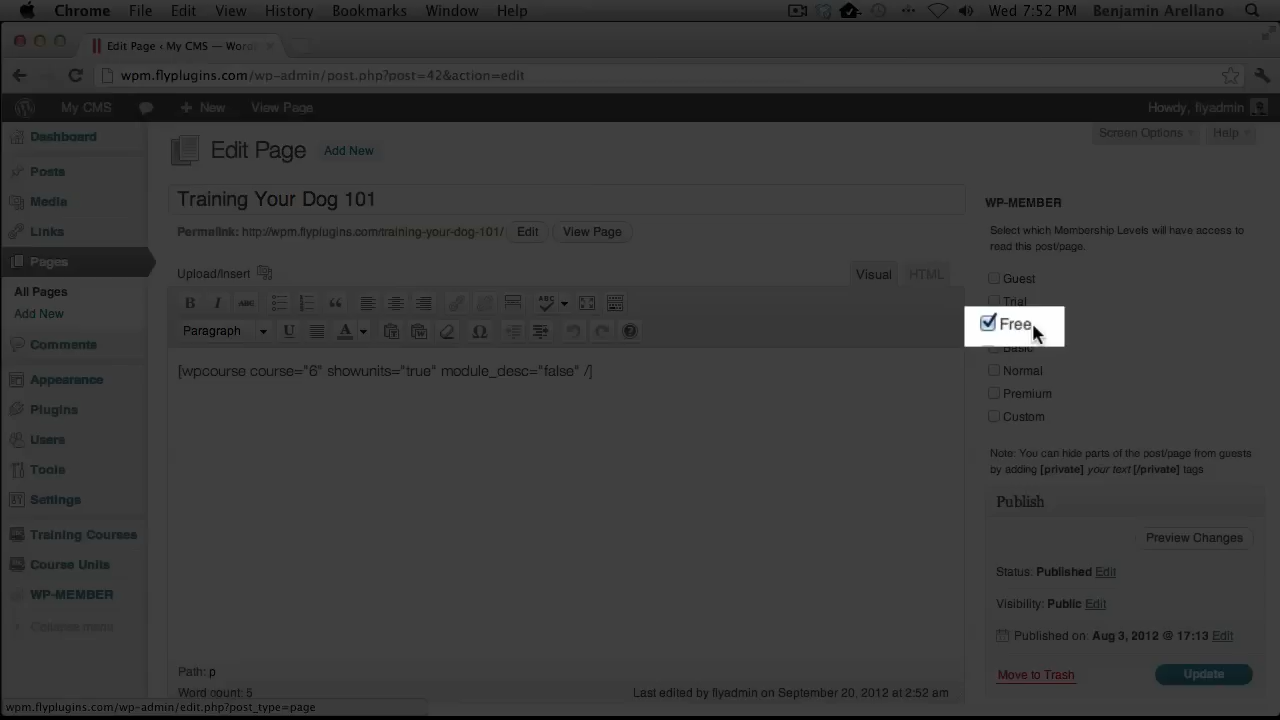 Chrome File Edit View History Bookmarks Window Help Wed 7:52 PM Benjamin Arellano
Edit Page ‹ My CMS — WordP
wpm.flyplugins.com/wp-admin/post.php?post=42&action=edit
My CMS + New View Page Howdy, flyadmin
Dashboard
Posts
Media
Links
Pages
All Pages
Add New
Comments
Appearance
Plugins
Users
Tools
Settings
Training Courses
Course Units
WP-MEMBER
Collapse menu
Screen Options Help
Edit Page Add New
Training Your Dog 101
Permalink: http://wpm.flyplugins.com/training-your-dog-101/ Edit View Page
Upload/Insert Visual HTML
B I ABC ABC
Paragraph U A Ω ?
[wpcourse course="6" showunits="true" module_desc="false" /]
Path: p
Word count: 5 Last edited by flyadmin on September 20, 2012 at 2:52 am
WP-MEMBER
Select which Membership Levels will have access to
read this post/page.
Guest
Trial
Free
Basic
Normal
Premium
Custom
Note: You can hide parts of the post/page from guests
by adding [private] your text [/private] tags
Publish
Preview Changes
Status: Published Edit
Visibility: Public Edit
Published on: Aug 3, 2012 @ 17:13 Edit
Move to Trash Update
wpm.flyplugins.com/wp-admin/edit.php?post_type=page